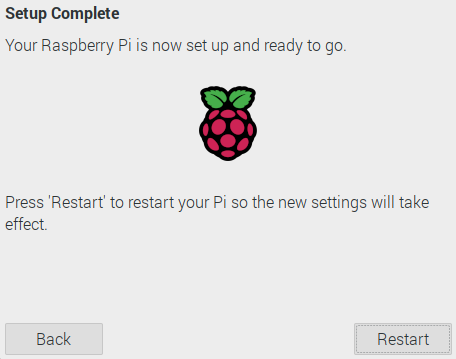 Setup Complete
Your Raspberry Pi is now set up and ready to go.
Press 'Restart' to restart your Pi so the new settings will take
effect.
Back
Restart